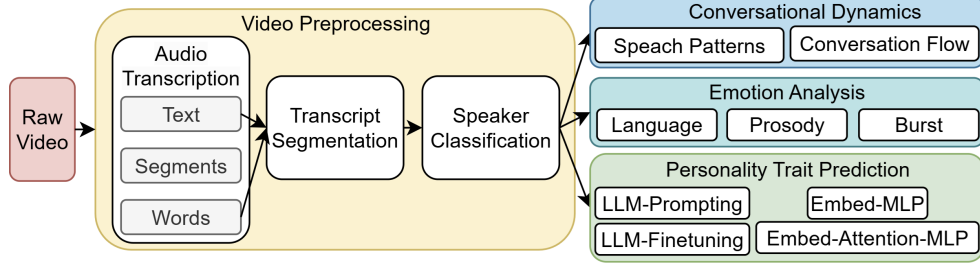 Raw
Video
Video Preprocessing
Audio
Transcription
Text
Segments
Words
Transcript
Segmentation
Speaker
Classification
Conversational Dynamics
Speach Patterns
Conversation Flow
Emotion Analysis
Language
Prosody
Burst
Personality Trait Prediction
LLM-Prompting
Embed-MLP
LLM-Finetuning
Embed-Attention-MLP